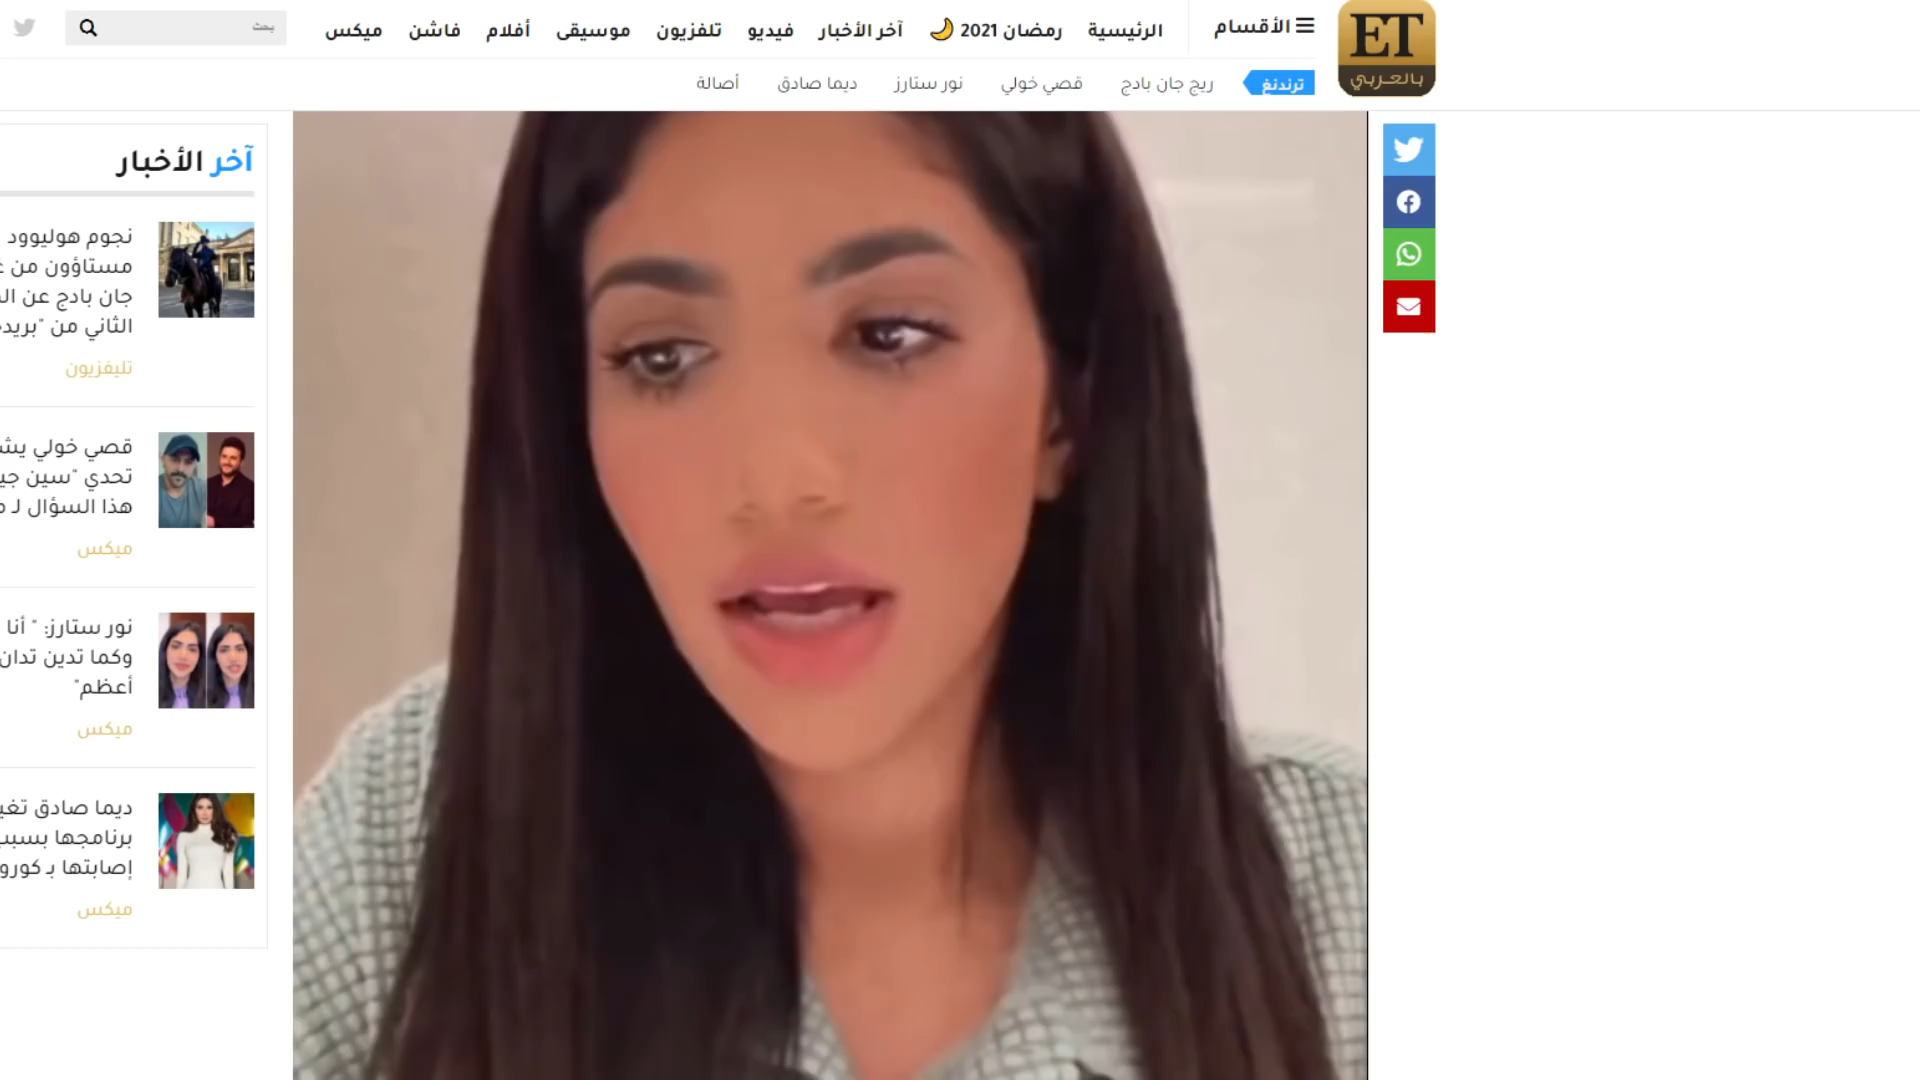 ET
بالعربي
الأقسام
الرئيسية
رمضان 2021
آخر الأخبار
فيديو
تلفزيون
موسيقى
أفلام
فاشن
ميكس
بحث
ترندنغ
ريج جان بادج
قصي خولي
نور ستارز
ديما صادق
أصالة
آخر الأخبار
نجوم هوليوود
مستاؤون من
جان بادج عن
الثاني من
تليفزيون
قصي خولي
تحدي "سين
هذا السؤال لـ
ميكس
نور ستارز: " أنا
وكما تدين تدان
أعظم"
ميكس
ديما صادق
برنامجها بسبب
إصابتها بـ
ميكس